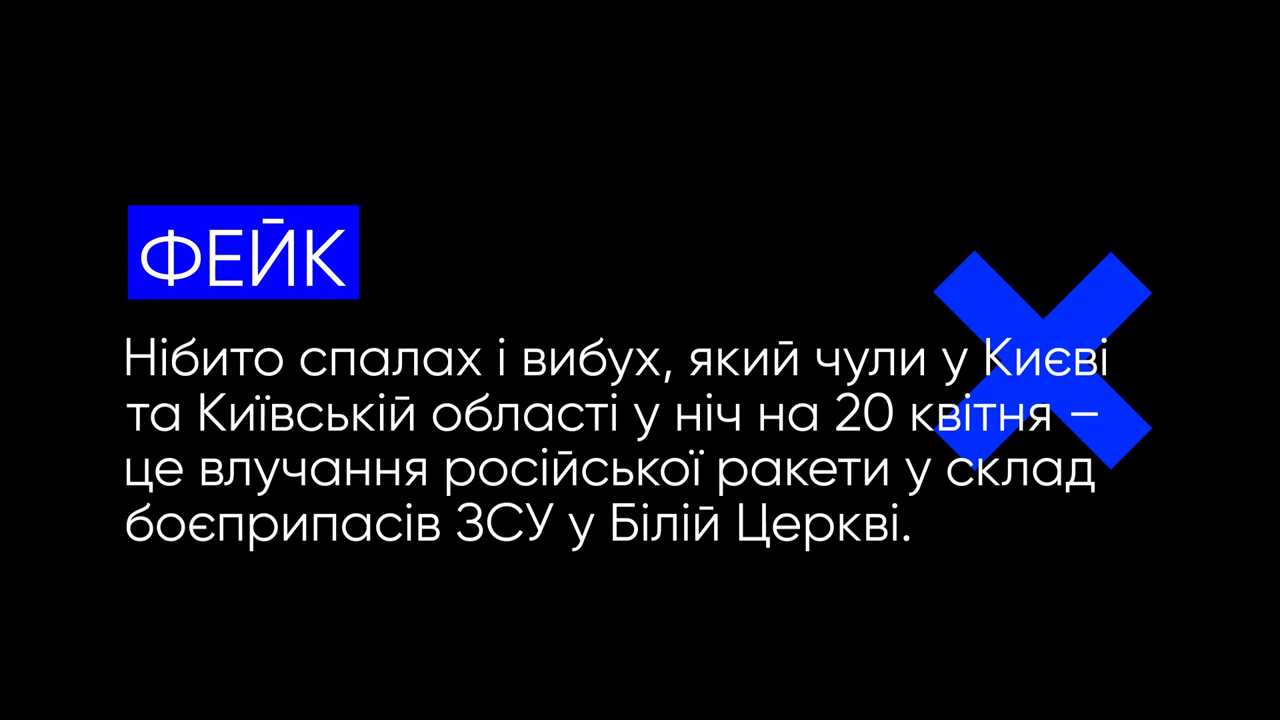 ФЕЙК
Нібито спалах і вибух, який чули у Києві
та Київській області у ніч на 20 квітня –
це влучання російської ракети у склад
боєприпасів ЗСУ у Білій Церкві.